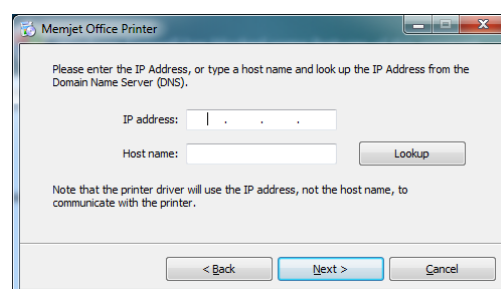 Memjet Office Printer
Please enter the IP Address, or type a host name and look up the IP Address from the
Domain Name Server (DNS).
IP address: . . .
Host name:
Lookup
Note that the printer driver will use the IP address, not the host name, to
communicate with the printer.
< Back Next > Cancel